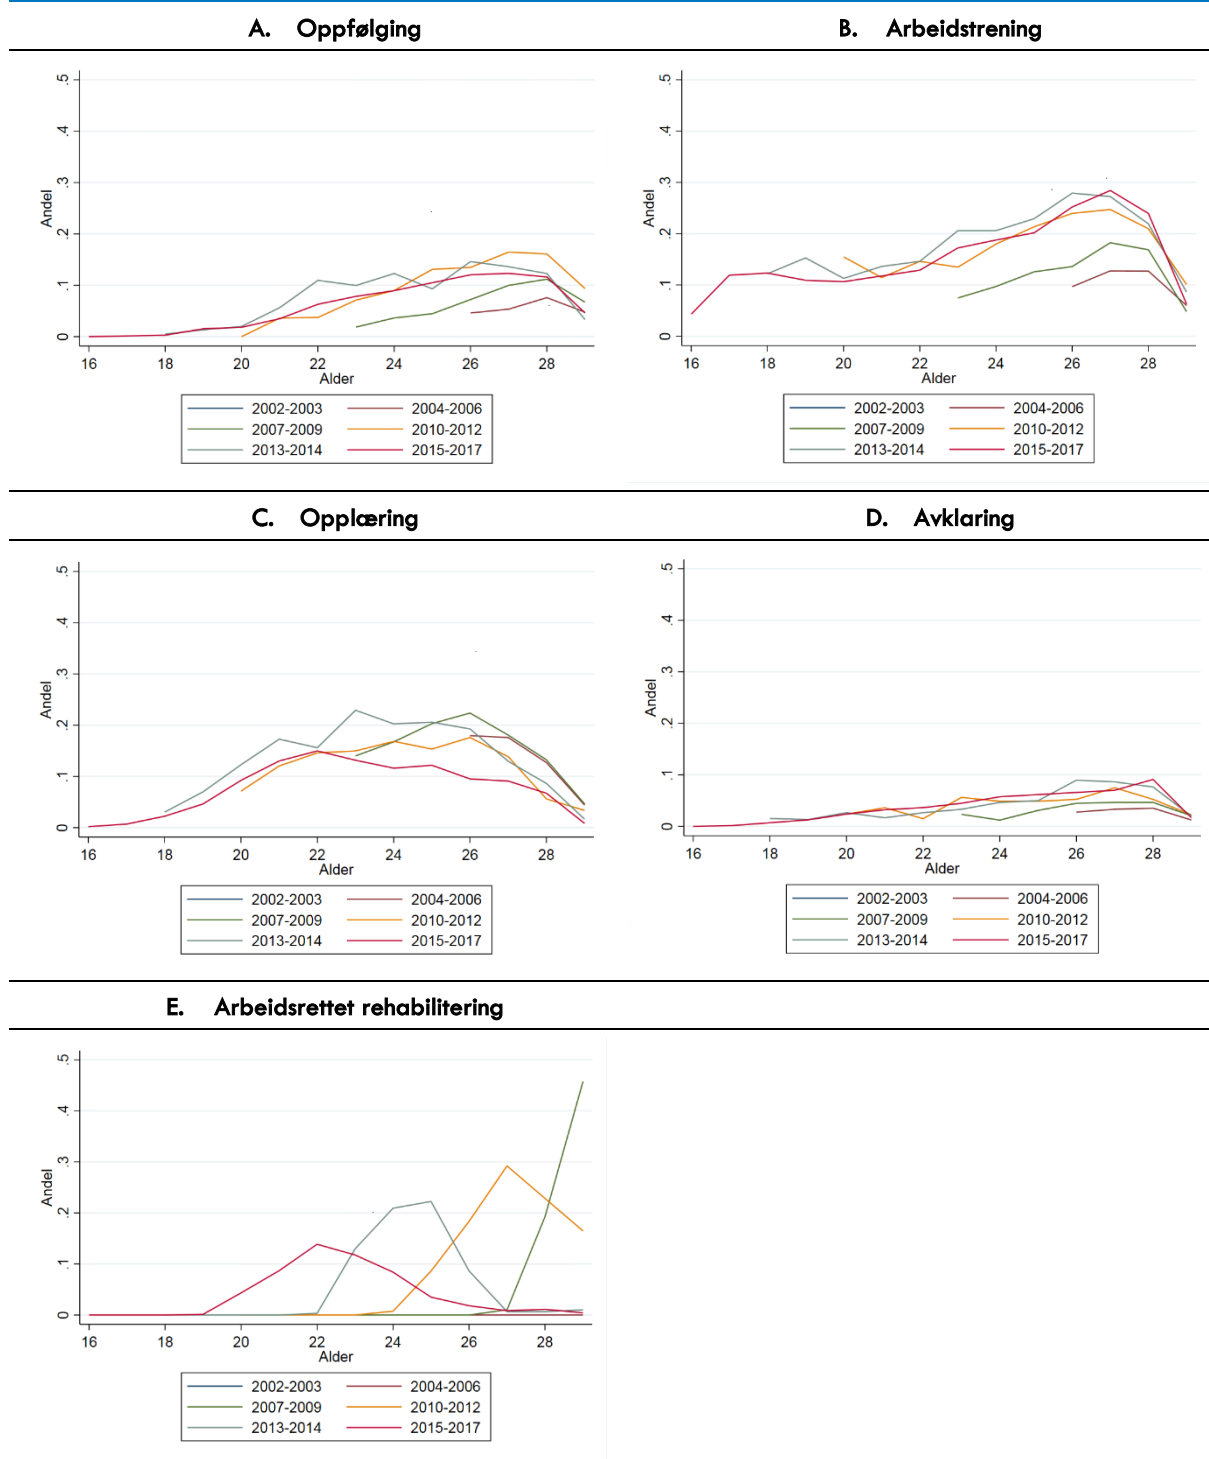 A. Oppfølging
B. Arbeidstrening
.5
.4
.3
.2
.1
0
Andel
16 18 20 22 24 26 28
Alder
2002-2003 2004-2006
2007-2009 2010-2012
2013-2014 2015-2017
.5
.4
.3
.2
.1
0
Andel
16 18 20 22 24 26 28
Alder
2002-2003 2004-2006
2007-2009 2010-2012
2013-2014 2015-2017
C. Opplæring
D. Avklaring
.5
.4
.3
.2
.1
0
Andel
16 18 20 22 24 26 28
Alder
2002-2003 2004-2006
2007-2009 2010-2012
2013-2014 2015-2017
.5
.4
.3
.2
.1
0
Andel
16 18 20 22 24 26 28
Alder
2002-2003 2004-2006
2007-2009 2010-2012
2013-2014 2015-2017
E. Arbeidsrettet rehabilitering
.5
.4
.3
.2
.1
0
Andel
16 18 20 22 24 26 28
Alder
2002-2003 2004-2006
2007-2009 2010-2012
2013-2014 2015-2017